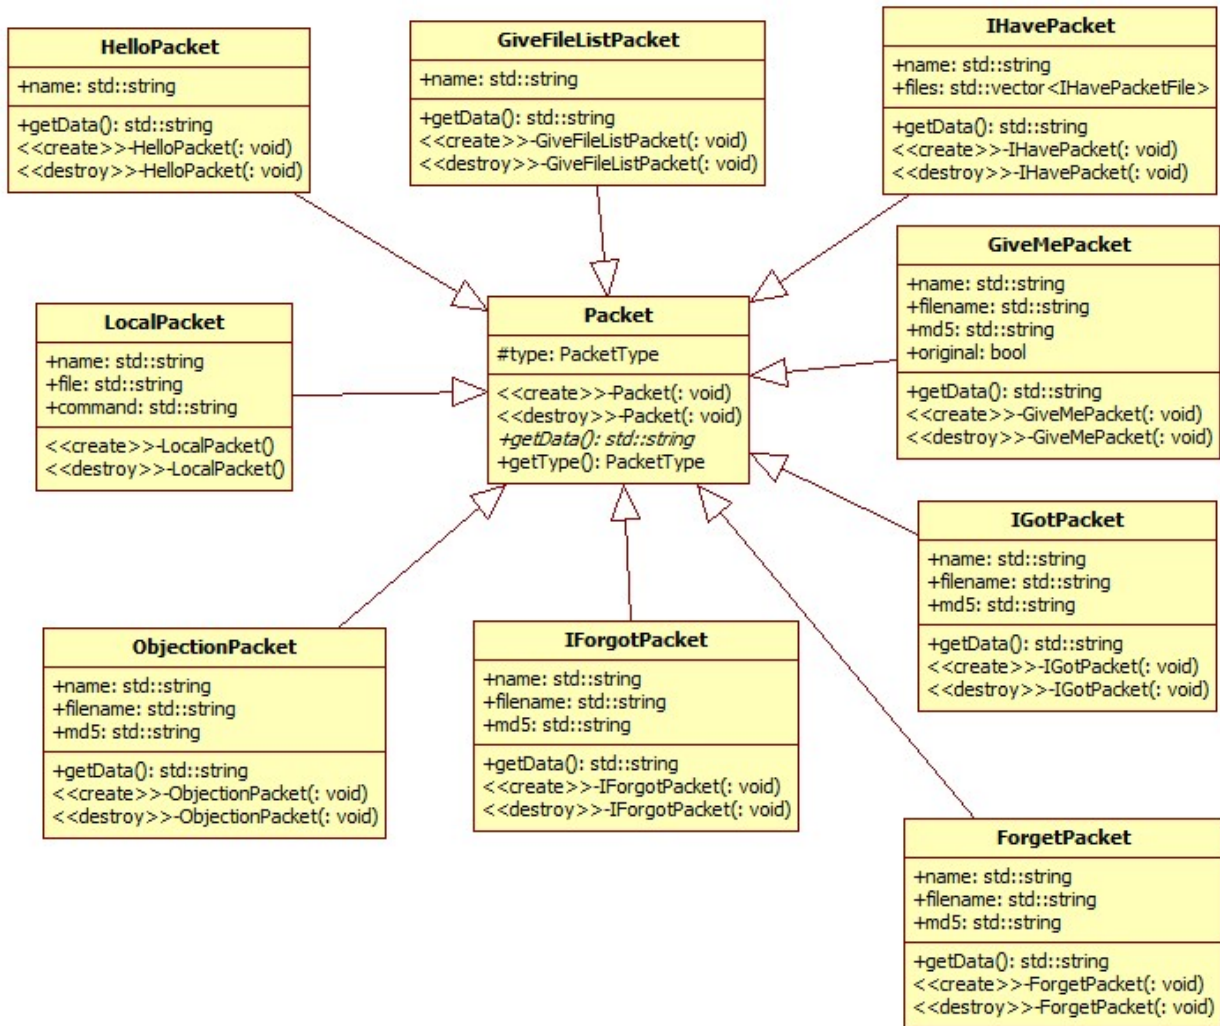 HelloPacket
+name: std::string
+getData(): std::string
<<create>>-HelloPacket(: void)
<<destroy>>-HelloPacket(: void)
GiveFileListPacket
+name: std::string
+getData(): std::string
<<create>>-GiveFileListPacket(: void)
<<destroy>>-GiveFileListPacket(: void)
IHavePacket
+name: std::string
+files: std::vector<IHavePacketFile>
+getData(): std::string
<<create>>-IHavePacket(: void)
<<destroy>>-IHavePacket(: void)
LocalPacket
+name: std::string
+file: std::string
+command: std::string
<<create>>-LocalPacket()
<<destroy>>-LocalPacket()
Packet
#type: PacketType
<<create>>-Packet(: void)
<<destroy>>-Packet(: void)
+getData(): std::string
+getType(): PacketType
GiveMePacket
+name: std::string
+filename: std::string
+md5: std::string
+original: bool
+getData(): std::string
<<create>>-GiveMePacket(: void)
<<destroy>>-GiveMePacket(: void)
IGotPacket
+name: std::string
+filename: std::string
+md5: std::string
+getData(): std::string
<<create>>-IGotPacket(: void)
<<destroy>>-IGotPacket(: void)
ObjectionPacket
+name: std::string
+filename: std::string
+md5: std::string
+getData(): std::string
<<create>>-ObjectionPacket(: void)
<<destroy>>-ObjectionPacket(: void)
IForgotPacket
+name: std::string
+filename: std::string
+md5: std::string
+getData(): std::string
<<create>>-IForgotPacket(: void)
<<destroy>>-IForgotPacket(: void)
ForgetPacket
+name: std::string
+filename: std::string
+md5: std::string
+getData(): std::string
<<create>>-ForgetPacket(: void)
<<destroy>>-ForgetPacket(: void)